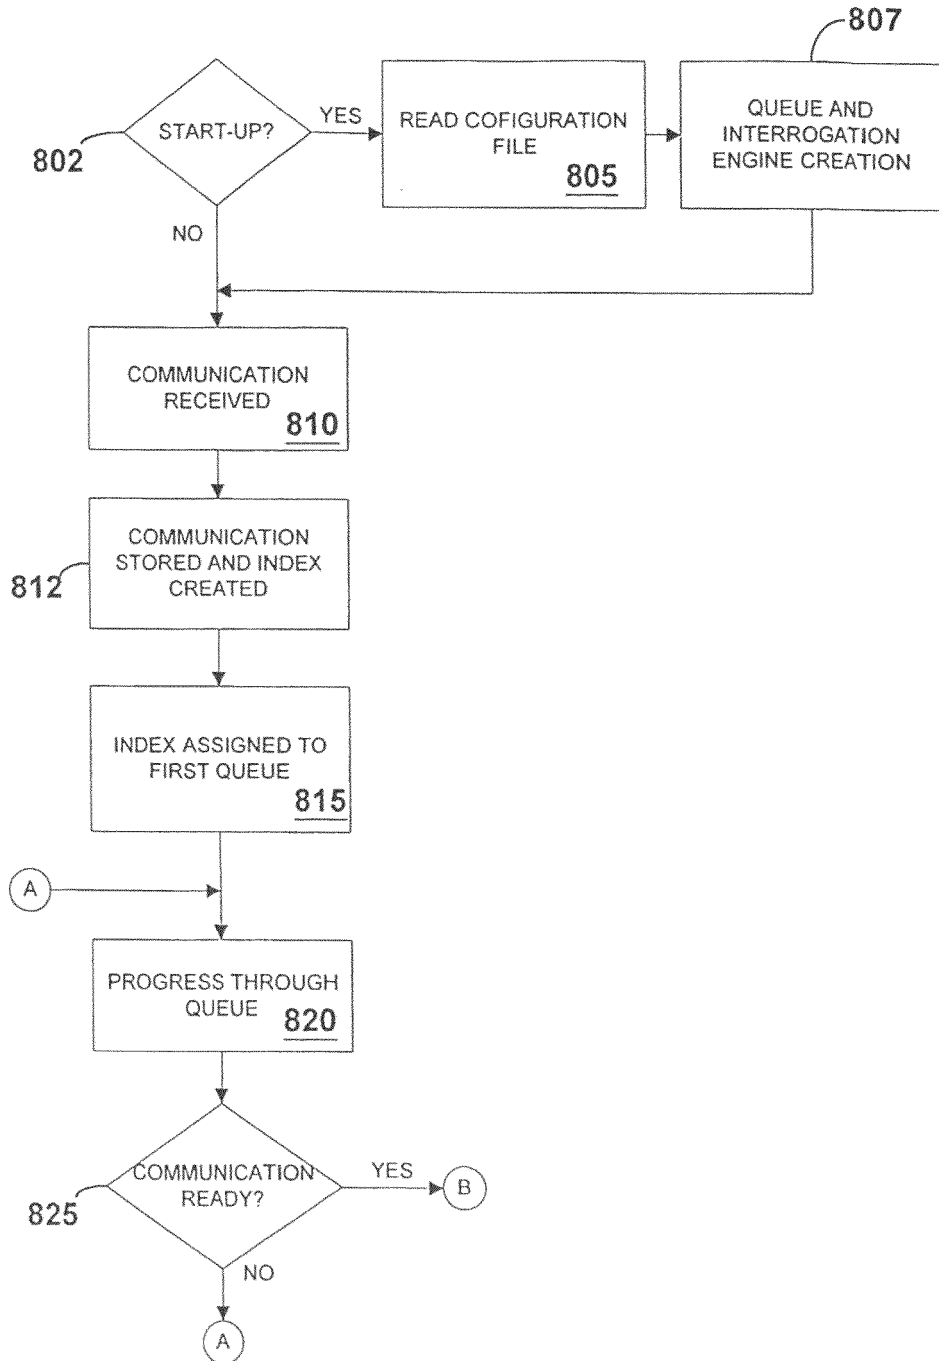 807
START-UP?
YES
802
READ COFIGURATION
FILE
805
QUEUE AND
INTERROGATION
ENGINE CREATION
NO
COMMUNICATION
RECEIVED
810
COMMUNICATION
STORED AND INDEX
CREATED
812
INDEX ASSIGNED TO
FIRST QUEUE
815
A
PROGRESS THROUGH
QUEUE
820
COMMUNICATION
READY?
YES
B
825
NO
A